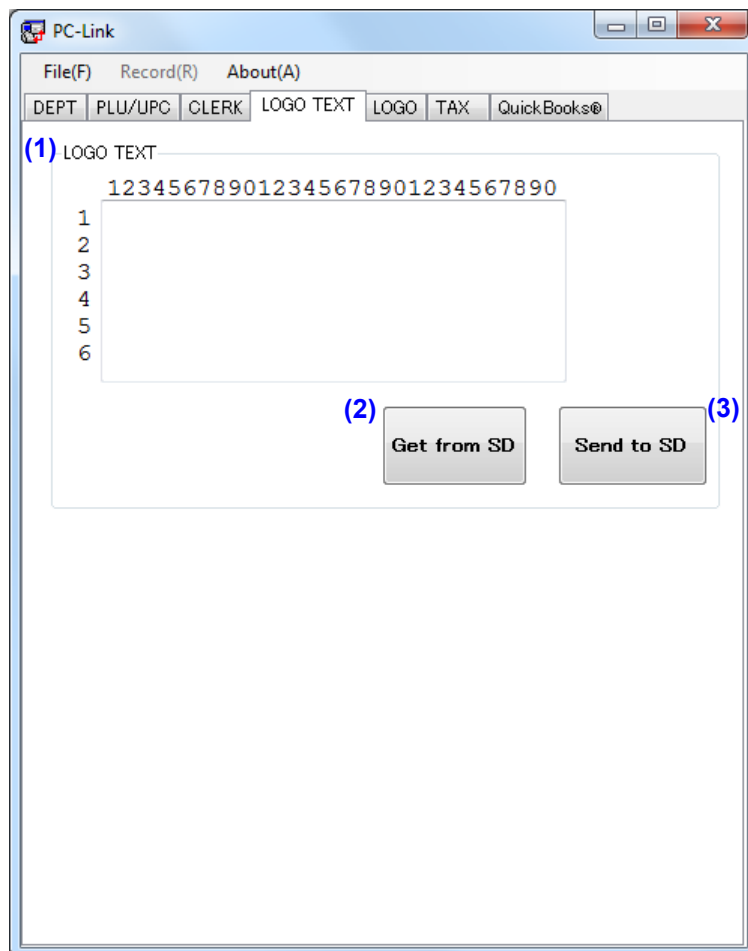 PC-Link
File(F) Record(R) About(A)
DEPT PLU/UPC CLERK LOGO TEXT LOGO TAX QuickBooks®
(1) LOGO TEXT
123456789012345678901234567890
1
2
3
4
5
6
(2) Get from SD (3) Send to SD